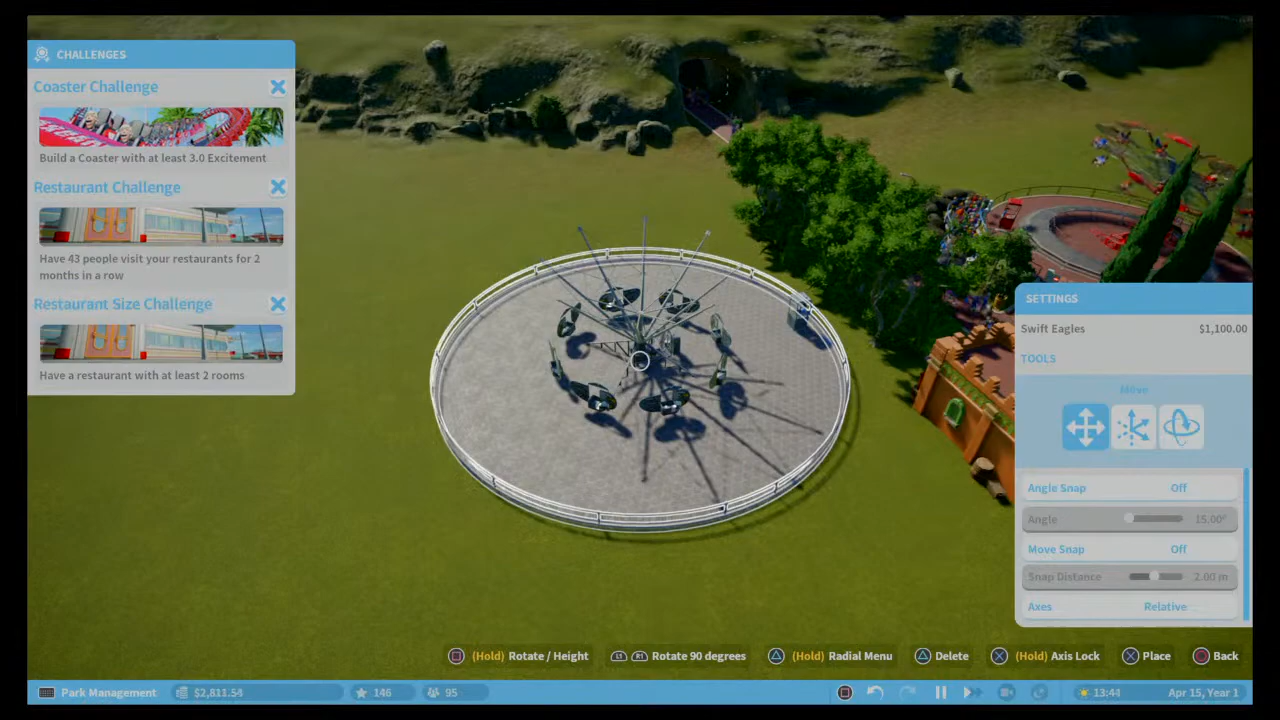 CHALLENGES
Coaster Challenge
Build a Coaster with at least 3.0 Excitement
Restaurant Challenge
Have 43 people visit your restaurants for 2
months in a row
Restaurant Size Challenge
Have a restaurant with at least 2 rooms
SETTINGS
Swift Eagles $1,100.00
TOOLS
Move
Angle Snap Off
Angle 15.00°
Move Snap Off
Snap Distance 2.00 m
Axes Relative
(Hold) Rotate / Height L1 R1 Rotate 90 degrees (Hold) Radial Menu Delete (Hold) Axis Lock Place Back
Park Management $2,811.54 146 95 13:44 Apr 15, Year 1